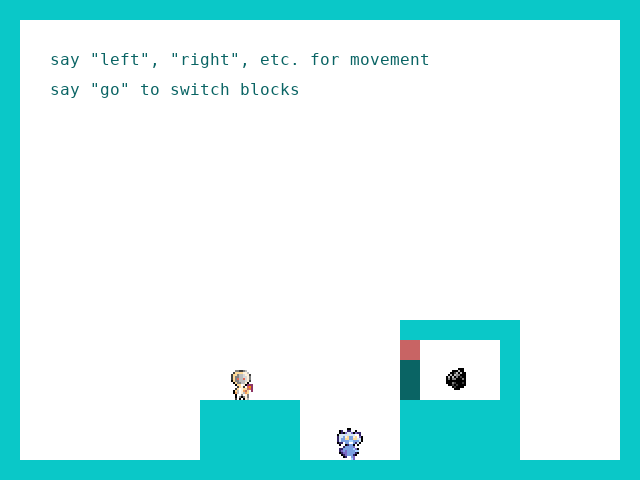 say "left", "right", etc. for movement
say "go" to switch blocks